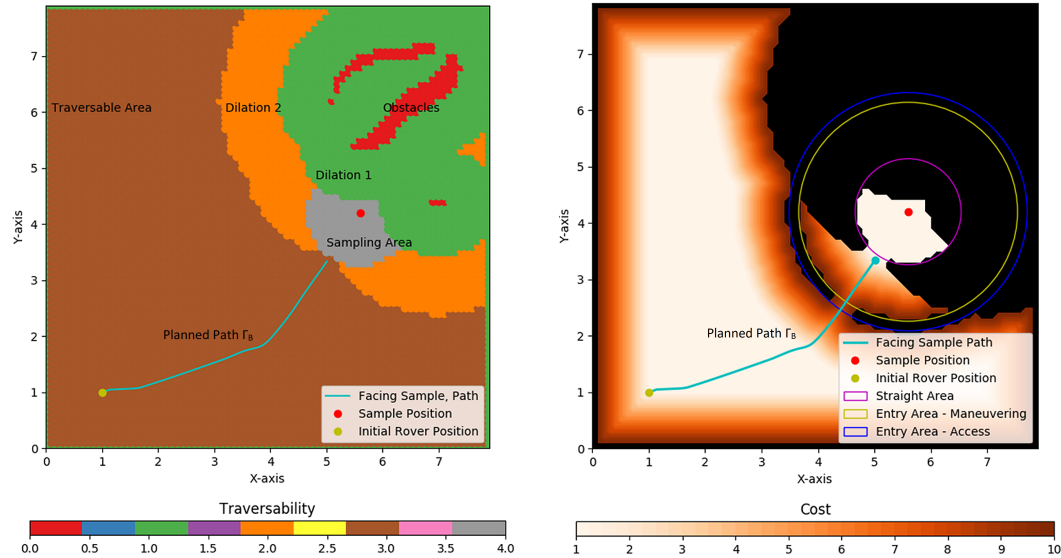 7
6
5
4
3
2
1
0
Y-axis
0
1
2
3
4
5
6
7
X-axis
Traversable Area
Dilation 2
Obstacles
Dilation 1
Sampling Area
Planned Path ΓB
Facing Sample, Path
Sample Position
Initial Rover Position
Traversability
0.0
0.5
1.0
1.5
2.0
2.5
3.0
3.5
4.0
7
6
5
4
3
2
1
0
Y-axis
0
1
2
3
4
5
6
7
X-axis
Planned Path ΓB
Facing Sample Path
Sample Position
Initial Rover Position
Straight Area
Entry Area - Maneuvering
Entry Area - Access
Cost
1
2
3
4
5
6
7
8
9
10